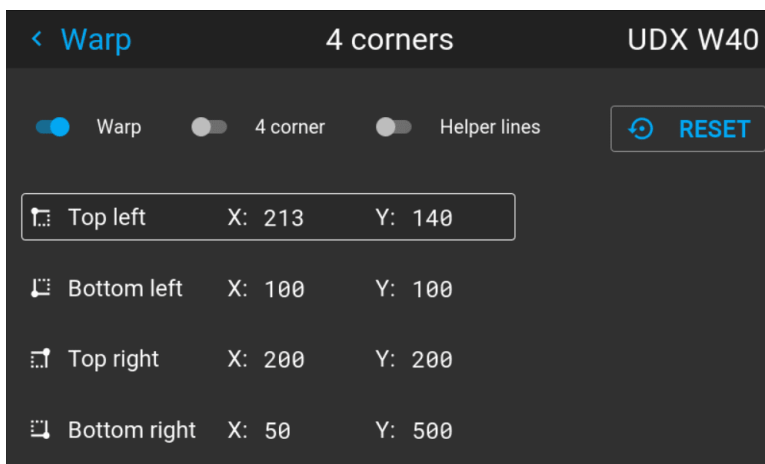 Warp 4 corners UDX W40
Warp 4 corner Helper lines RESET
Top left X: 213 Y: 140
Bottom left X: 100 Y: 100
Top right X: 200 Y: 200
Bottom right X: 50 Y: 500